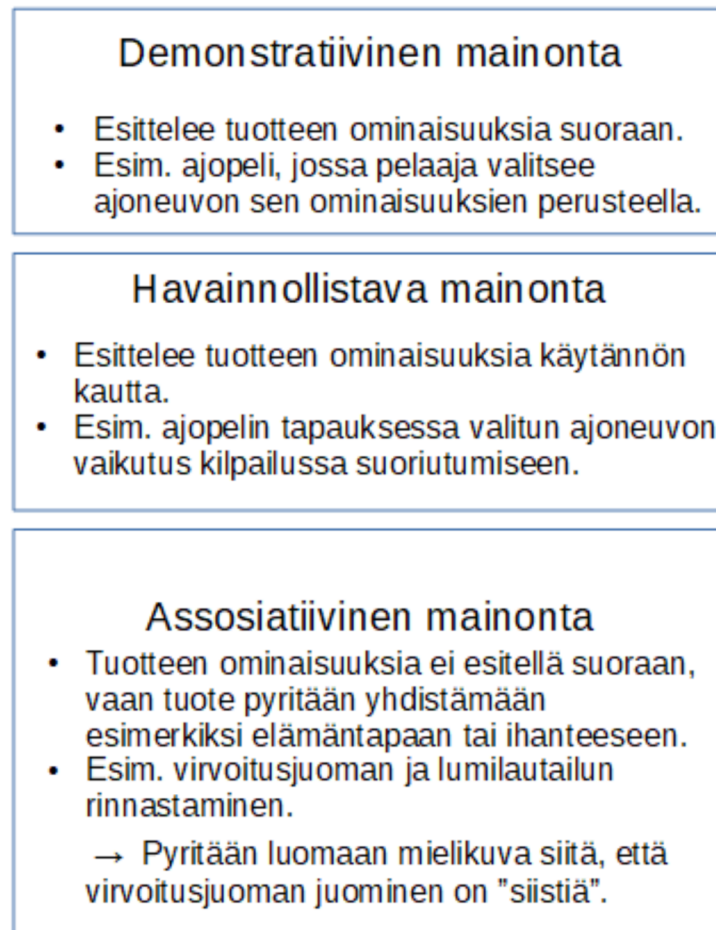 Demonstratiivinen mainonta
• Esittelee tuotteen ominaisuuksia suoraan.
• Esim. ajopeli, jossa pelaaja valitsee
ajoneuvon sen ominaisuuksien perusteella.
Havainnollistava mainonta
• Esittelee tuotteen ominaisuuksia käytännön
kautta.
• Esim. ajopelin tapauksessa valitun ajoneuvon
vaikutus kilpailussa suoriutumiseen.
Assosiatiivinen mainonta
• Tuotteen ominaisuuksia ei esitellä suoraan,
vaan tuote pyritään yhdistämään
esimerkiksi elämäntapaan tai ihanteeseen.
• Esim. virvoitusjuoman ja lumilautailun
rinnastaminen.
→ Pyritään luomaan mielikuva siitä, että
virvoitusjuoman juominen on ”siistiä”.